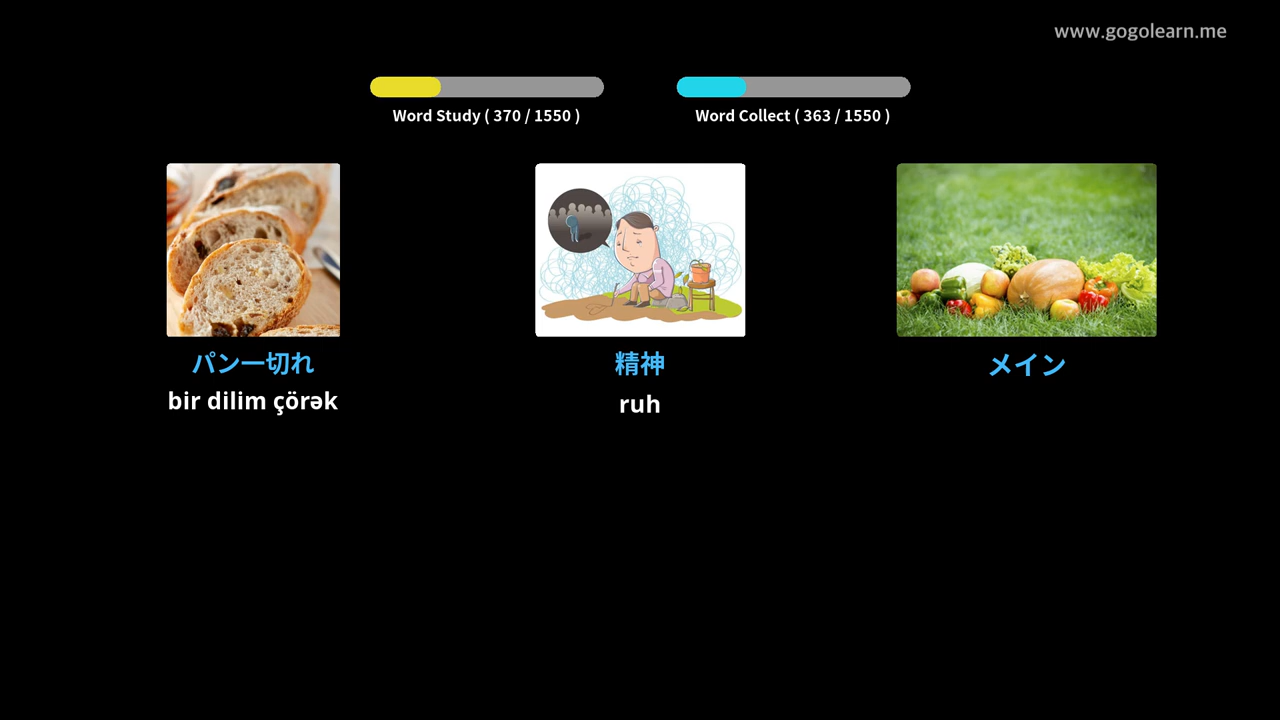 www.gogolearn.me
Word Study ( 370 / 1550 )
Word Collect ( 363 / 1550 )
パン一切れ
bir dilim çörək
精神
ruh
メイン